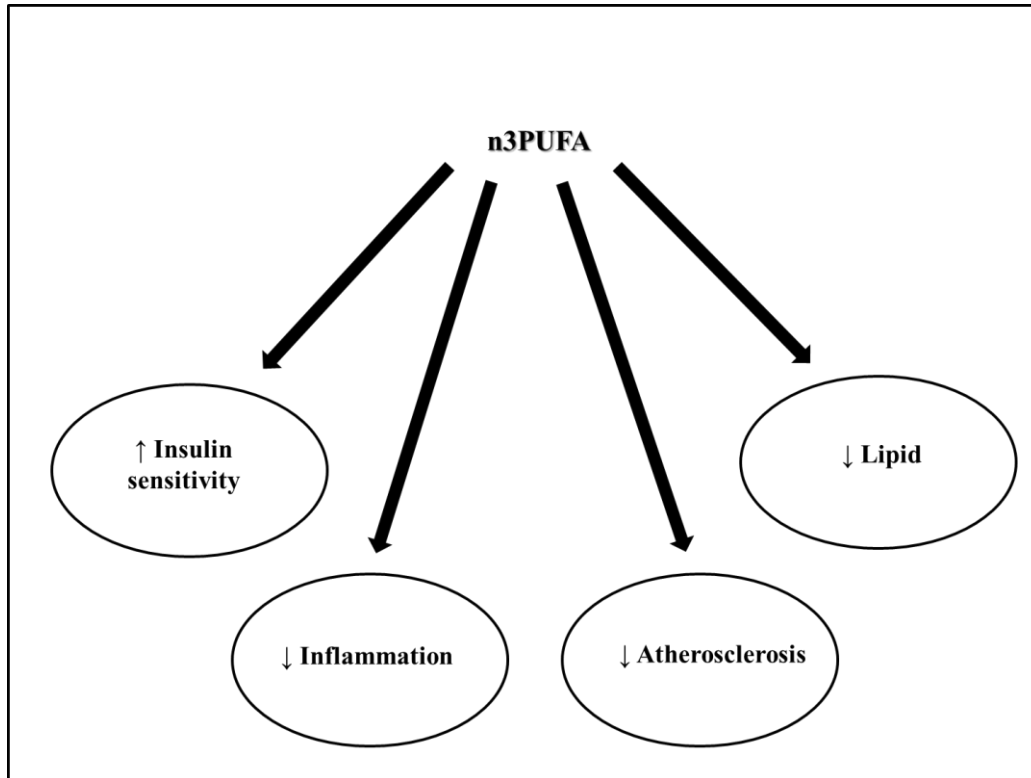 n3PUFA
↑ Insulin
sensitivity
↓ Lipid
↓ Inflammation
↓ Atherosclerosis